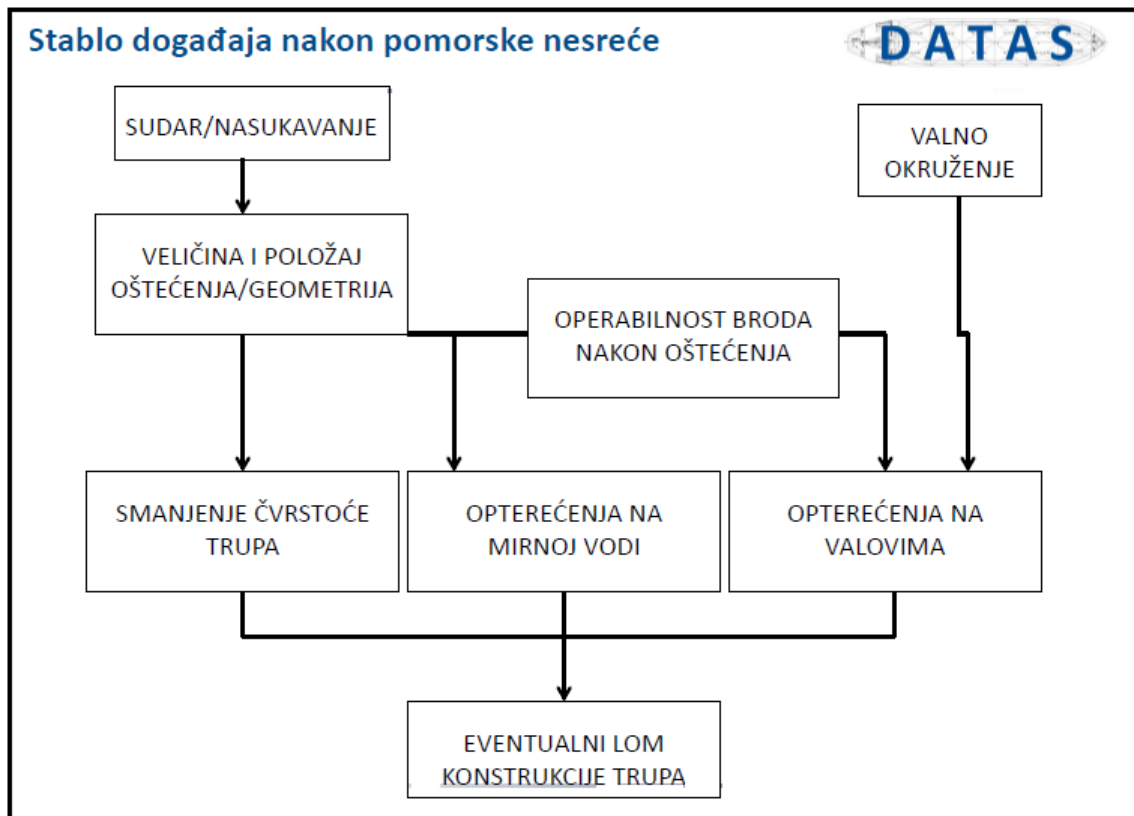 Stablo događaja nakon pomorske nesreće
DATAS
SUDAR/NASUKAVANJE
VALNO
OKRUŽENJE
VELIČINA I POLOŽAJ
OŠTEĆENJA/GEOMETRIJA
OPERABILNOST BRODA
NAKON OŠTEĆENJA
SMANJENJE ČVRSTOĆE
TRUPA
OPTEREĆENJA NA
MIRNOJ VODI
OPTEREĆENJA NA
VALOVIMA
EVENTUALNI LOM
KONSTRUKCIJE TRUPA